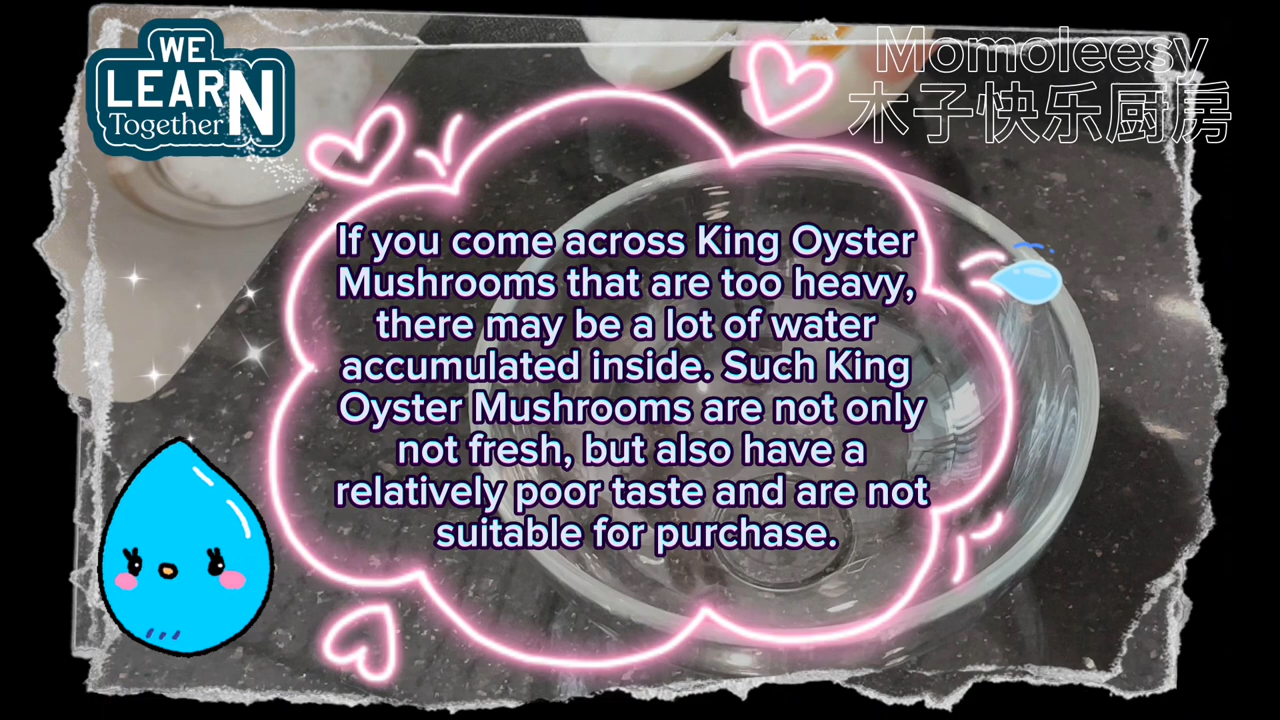 WE
LEARN
Together
Momoleesy
木子快乐厨房
If you come across King Oyster
Mushrooms that are too heavy,
there may be a lot of water
accumulated inside. Such King
Oyster Mushrooms are not only
not fresh, but also have a
relatively poor taste and are not
suitable for purchase.